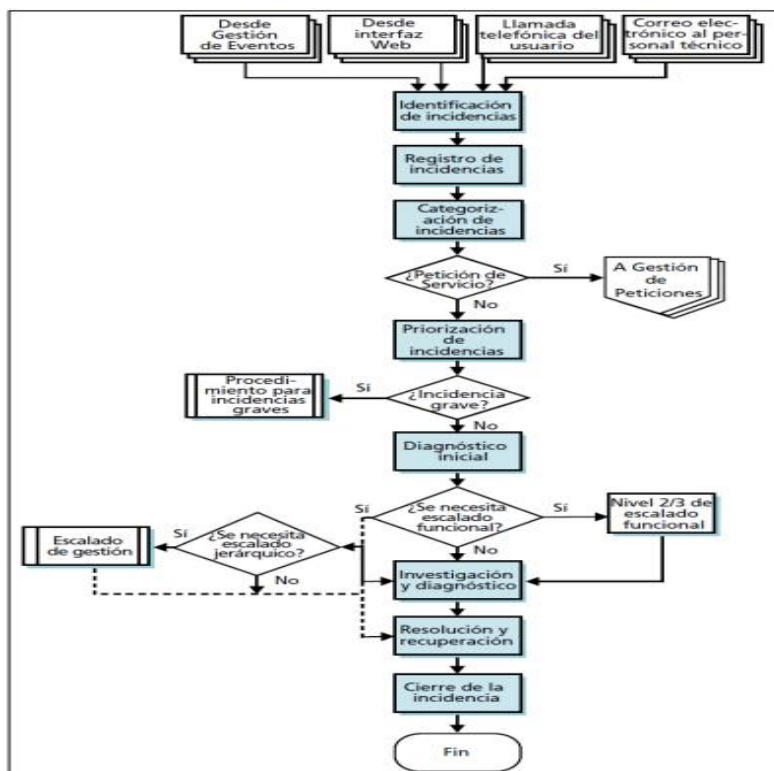 Desde
Gestión
de Eventos
Desde
interfaz
Web
Llamada
telefónica del
usuario
Correo elec-
trónico al per-
sonal técnico
Identificación
de incidencias
Registro de
incidencias
Categoriz-
ación de
incidencias
¿Petición de
Servicio?
Sí
A Gestión
de
Peticiones
No
Priorización
de
incidencias
Procedi-
miento para
incidencias
graves
Sí
¿Incidencia
grave?
No
Diagnóstico
inicial
Sí
¿Se necesita
escalado
funcional?
Sí
Nivel 2/3 de
escalado
funcional
No
Escalado
de gestión
Sí
¿Se necesita
escalado
jerárquico?
No
Investigación
y diagnóstico
Resolución y
recuperación
Cierre de la
incidencia
Fin